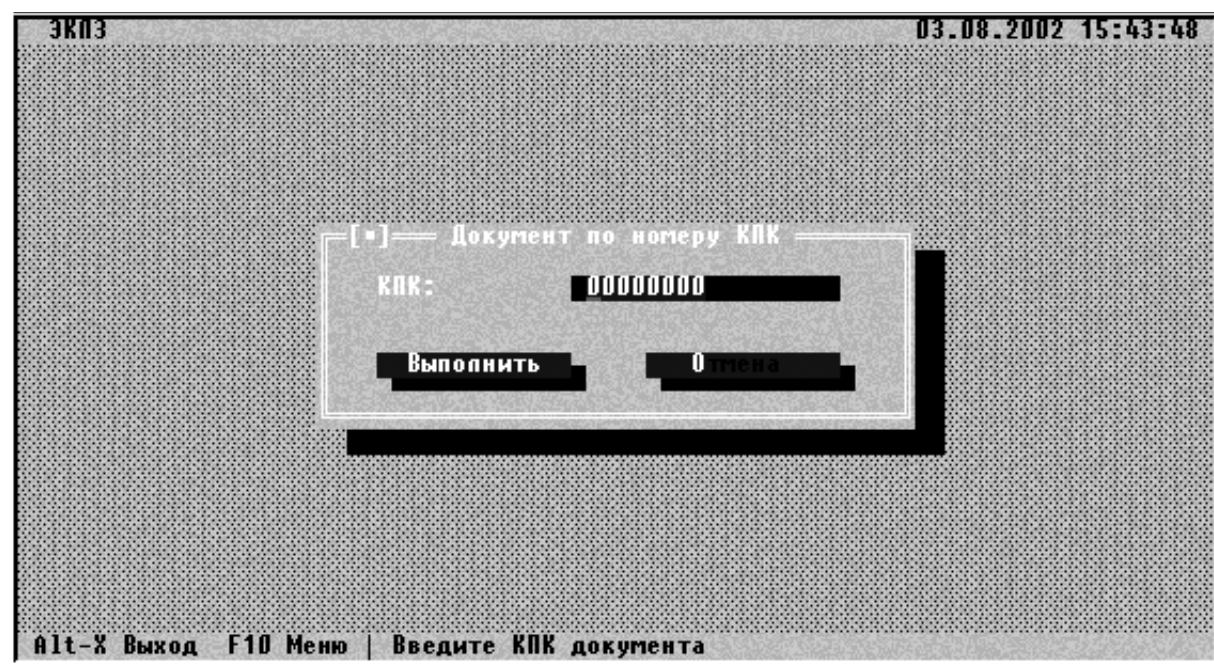 ЭКПЗ 03.08.2002 15:43:48
[▪] Документ по номеру КПК
КПК: 00000000
Выполнить Отмена
Alt-X Выход F10 Меню | Введите КПК документа